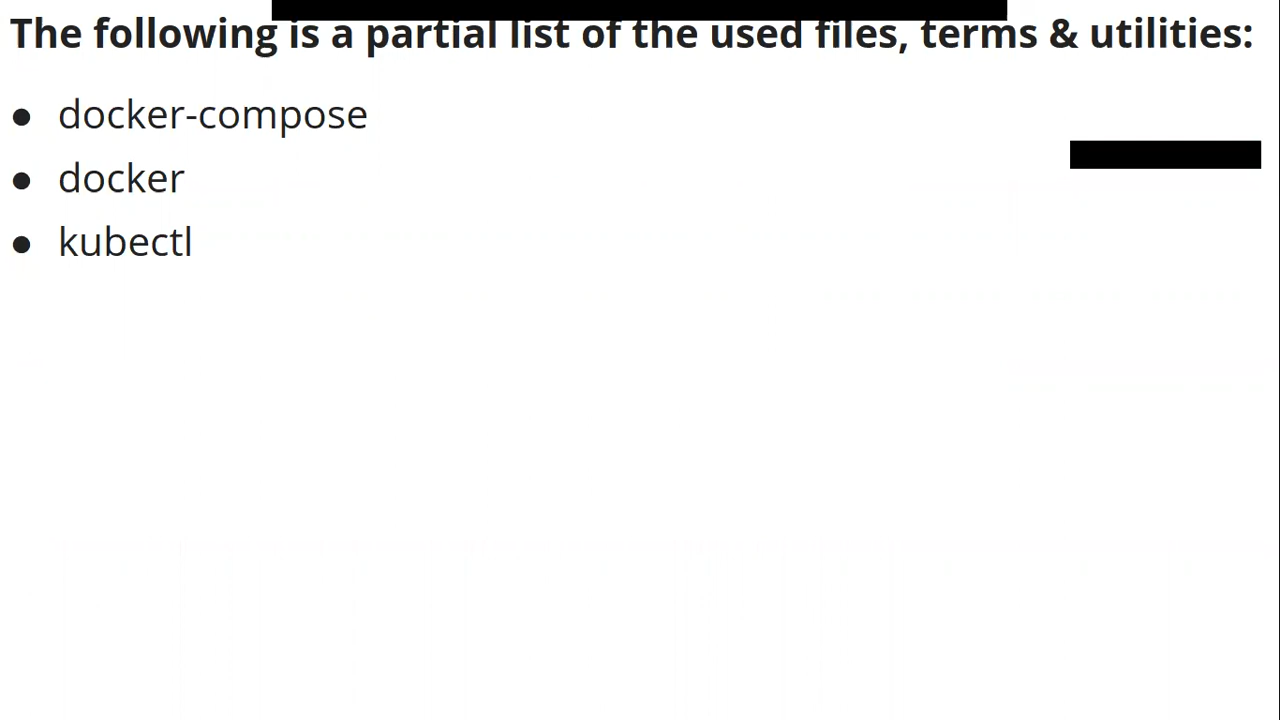 The following is a partial list of the used files, terms & utilities:
● docker-compose
● docker
● kubectl